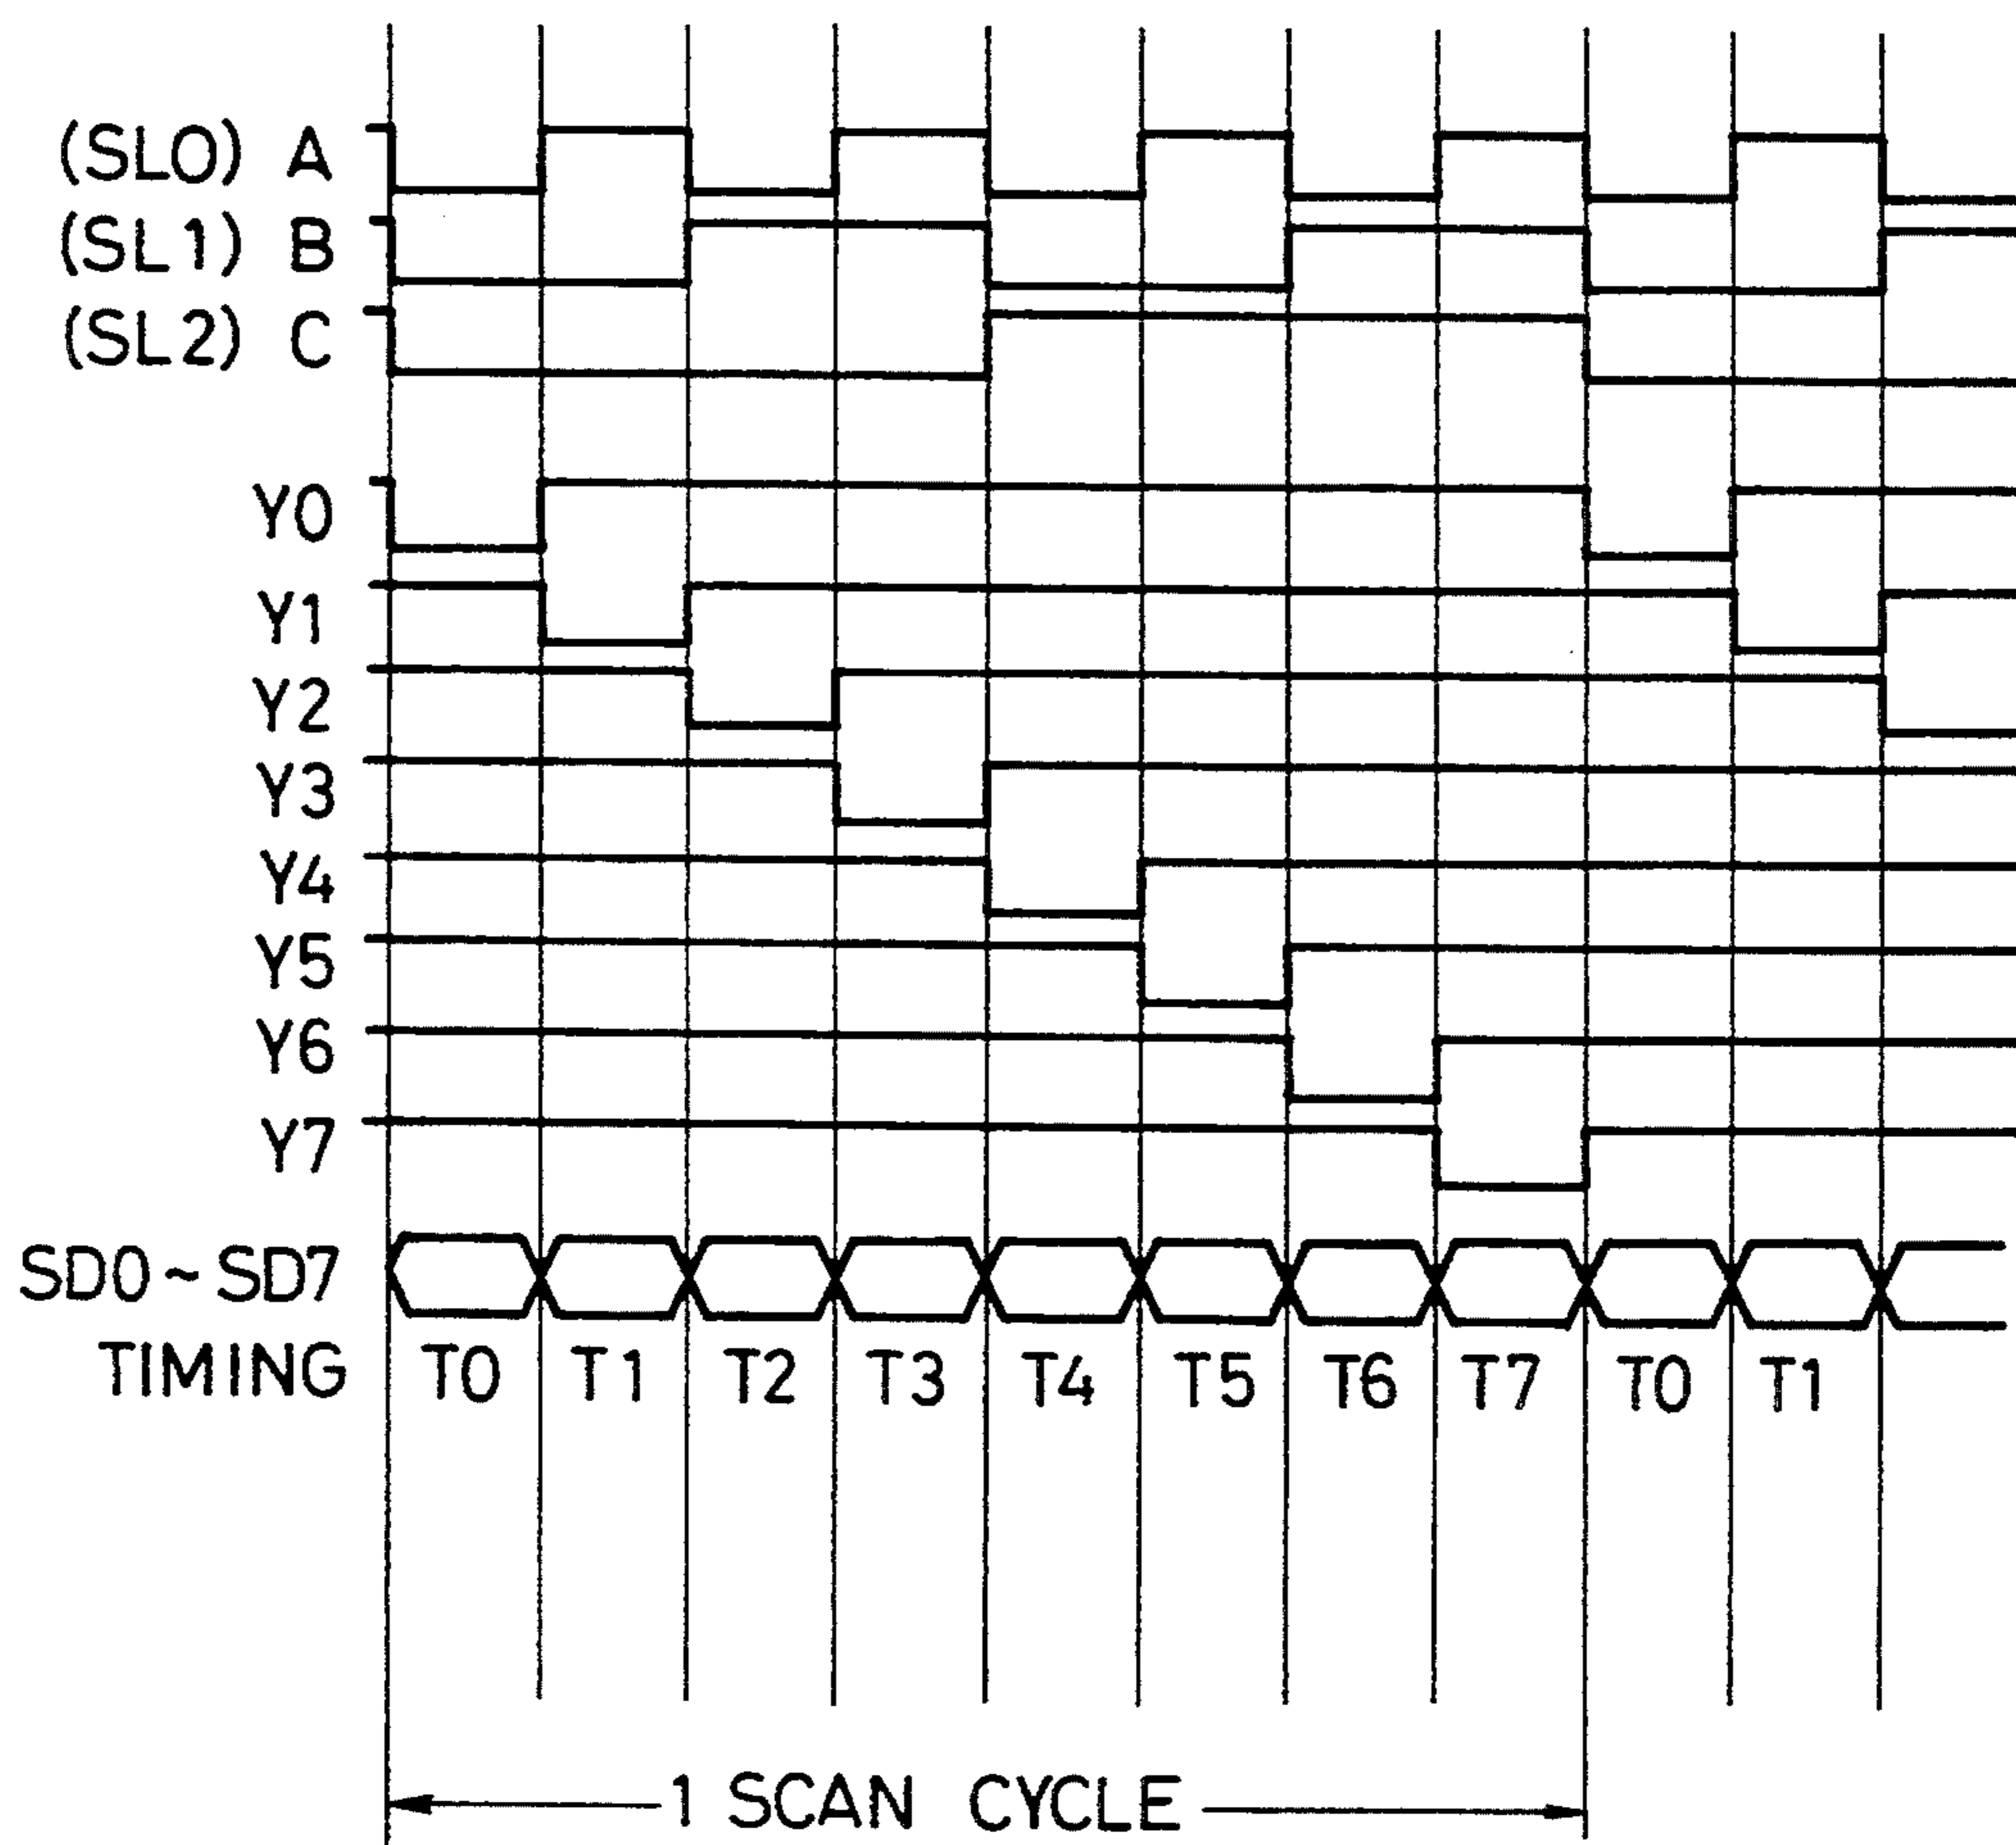 (SL0) A
(SL1) B
(SL2) C
Y0
Y1
Y2
Y3
Y4
Y5
Y6
Y7
SD0~SD7
TIMING T0 T1 T2 T3 T4 T5 T6 T7 T0 T1
1 SCAN CYCLE